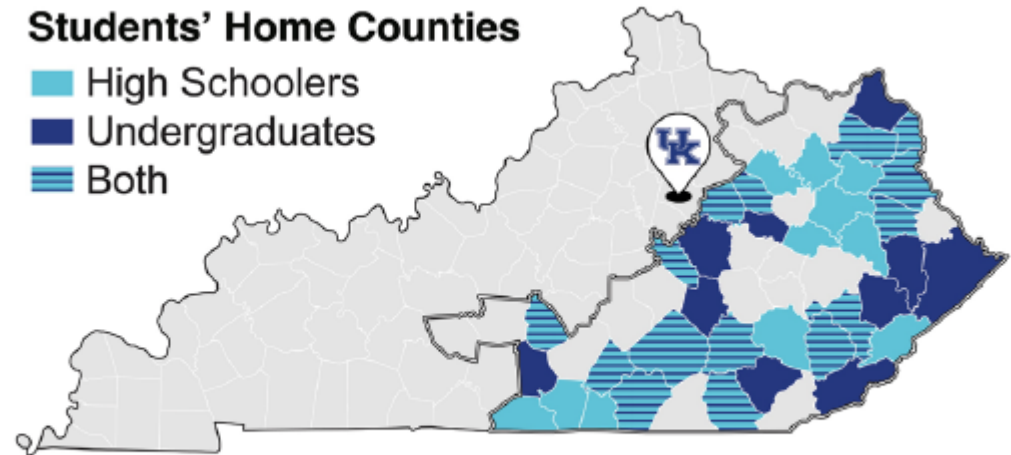 Students' Home Counties
High Schoolers
Undergraduates
Both
UK